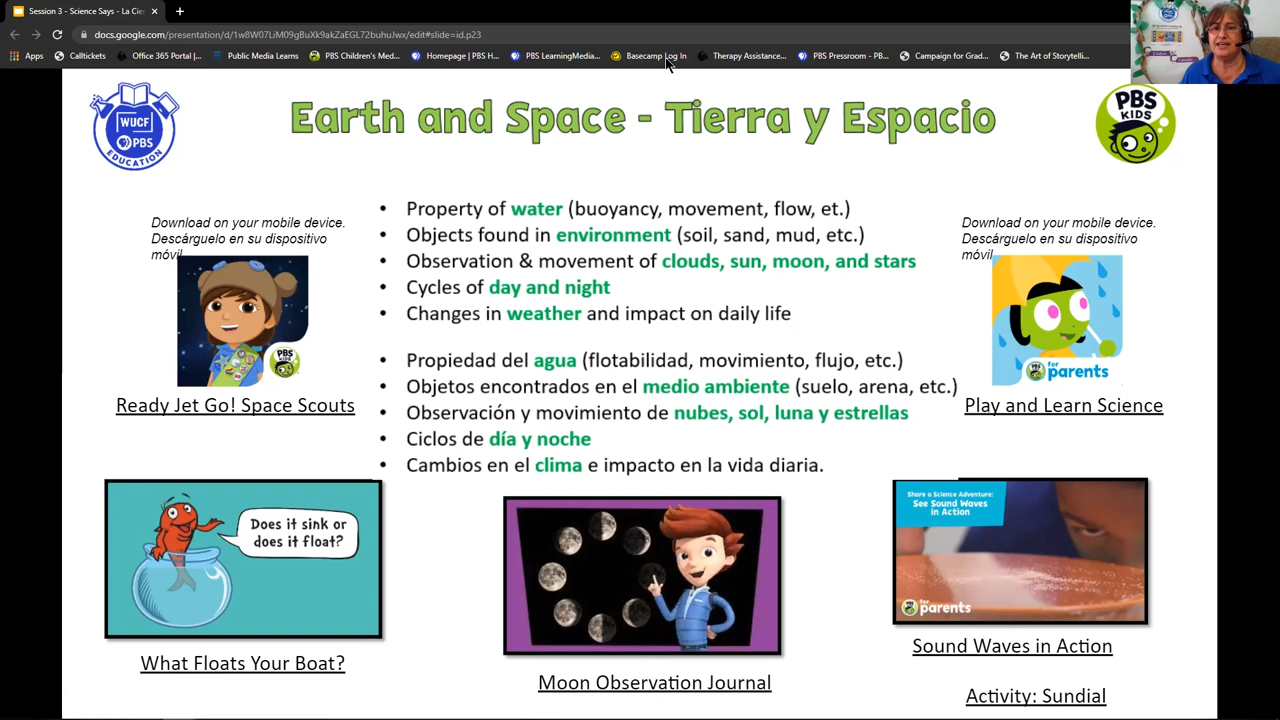 Session 3 - Science Says - La Cie
docs.google.com/presentation/d/1w8W07LiM09gBuXk9akZaEGL72buhuJwx/edit#slide=id.p23
Apps
Calltickets
Office 365 Portal |...
Public Media Learns
PBS Children's Med...
Homepage | PBS H...
PBS LearningMedia...
Basecamp Log In
Therapy Assistance...
PBS Pressroom - PB...
Campaign for Grad...
The Art of Storytelli...
WUCF
PBS
EDUCATION
Earth and Space - Tierra y Espacio
PBS
KIDS
Download on your mobile device.
Descárguelo en su dispositivo
móvil
PBS
KIDS
Ready Jet Go! Space Scouts
• Property of water (buoyancy, movement, flow, et.)
• Objects found in environment (soil, sand, mud, etc.)
• Observation & movement of clouds, sun, moon, and stars
• Cycles of day and night
• Changes in weather and impact on daily life
• Propiedad del agua (flotabilidad, movimiento, flujo, etc.)
• Objetos encontrados en el medio ambiente (suelo, arena, etc.)
• Observación y movimiento de nubes, sol, luna y estrellas
• Ciclos de día y noche
• Cambios en el clima e impacto en la vida diaria.
Download on your mobile device.
Descárguelo en su dispositivo
móvil
for
parents
Play and Learn Science
Does it sink or
does it float?
What Floats Your Boat?
Moon Observation Journal
Share a Science Adventure:
See Sound Waves
in Action
for
parents
Sound Waves in Action
Activity: Sundial